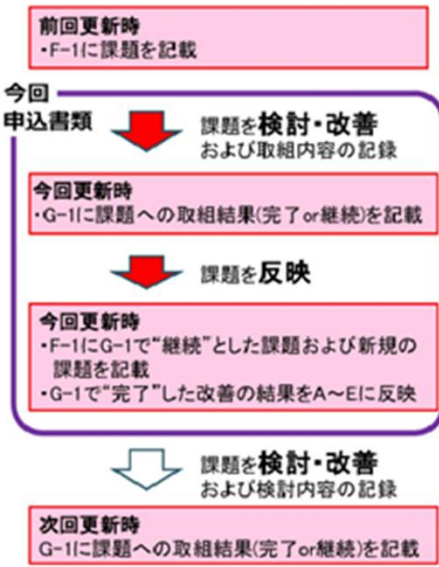 前回更新時
・F-1に課題を記載
今回
申込書類
課題を検討・改善
および取組内容の記録
今回更新時
・G-1に課題への取組結果(完了or継続)を記載
課題を反映
今回更新時
・F-1にG-1で“継続”とした課題および新規の
課題を記載
・G-1で“完了”した改善の結果をA～Eに反映
課題を検討・改善
および検討内容の記録
次回更新時
G-1に課題への取組結果(完了or継続)を記載